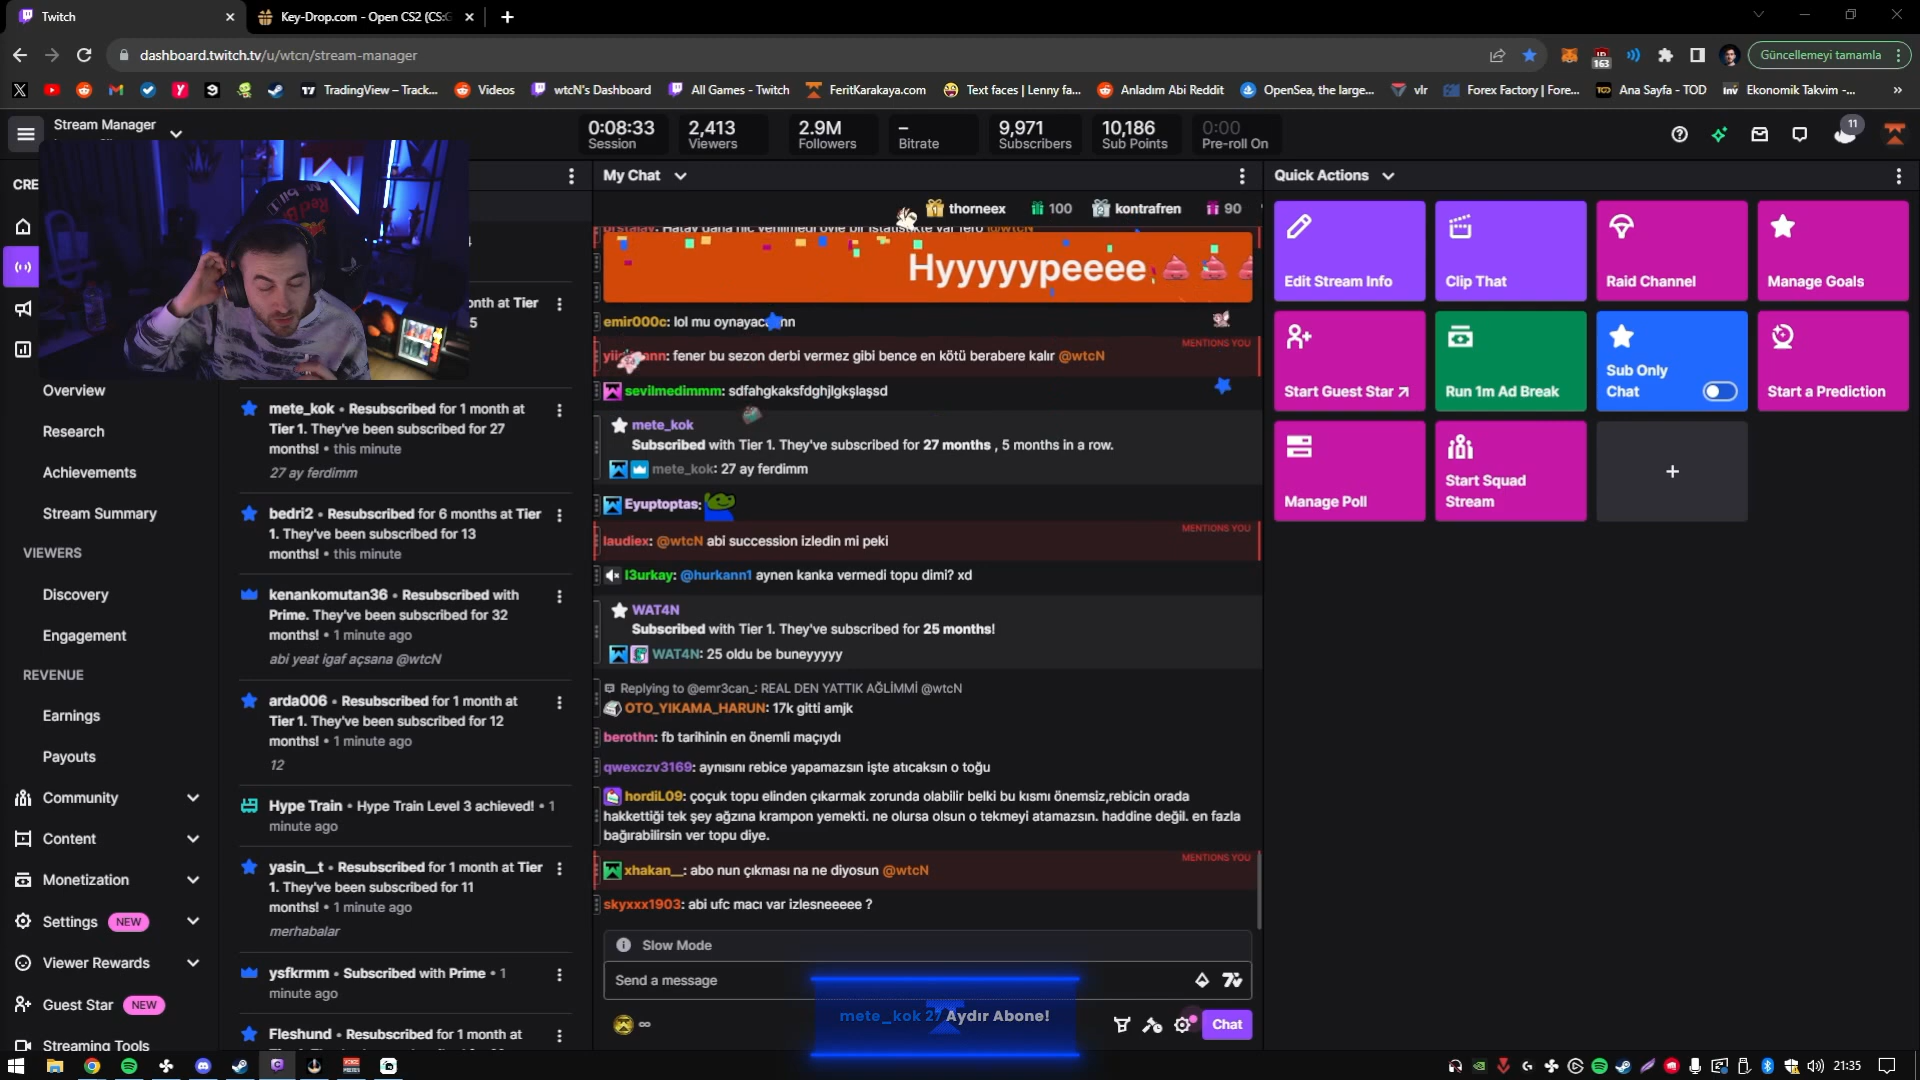 Twitch
Key-Drop.com - Open CS2 (CS:G
dashboard.twitch.tv/u/wtcn/stream-manager
163
Güncellemeyi tamamla
TradingView – Track...
Videos
wtcN's Dashboard
All Games - Twitch
FeritKarakaya.com
Text faces | Lenny fa...
Anladım Abi Reddit
OpenSea, the large...
vlr
Forex Factory | Fore...
Ana Sayfa - TOD
Ekonomik Takvim -...
Stream Manager
0:08:33
Session
2,413
Viewers
2.9M
Followers
–
Bitrate
9,971
Subscribers
10,186
Sub Points
0:00
Pre-roll On
11
CRE
Overview
Research
Achievements
Stream Summary
VIEWERS
Discovery
Engagement
REVENUE
Earnings
Payouts
Community
Content
Monetization
Settings NEW
Viewer Rewards
Guest Star NEW
Streaming Tools
onth at Tier
5
mete_kok • Resubscribed for 1 month at
Tier 1. They've been subscribed for 27
months! • this minute
27 ay ferdimm
bedri2 • Resubscribed for 6 months at Tier
1. They've been subscribed for 13
months! • this minute
kenankomutan36 • Resubscribed with
Prime. They've been subscribed for 32
months! • 1 minute ago
abi yeat igaf açsana @wtcN
arda006 • Resubscribed for 1 month at
Tier 1. They've been subscribed for 12
months! • 1 minute ago
12
Hype Train • Hype Train Level 3 achieved! • 1
minute ago
yasin__t • Resubscribed for 1 month at Tier
1. They've been subscribed for 11
months! • 1 minute ago
merhabalar
ysfkrmm • Subscribed with Prime • 1
minute ago
Fleshund • Resubscribed for 1 month at
My Chat
thorneex
100
kontrafren
90
Hyyyyypeeee
emir000c: lol mu oynayac
MENTIONS YOU
fener bu sezon derbi vermez gibi bence en kötü berabere kalır @wtcN
sevilmedimmm: sdfahgkaksfdghjlgkşlaşsd
mete_kok
Subscribed with Tier 1. They've subscribed for 27 months , 5 months in a row.
mete_kok: 27 ay ferdimm
Eyuptoptas:
MENTIONS YOU
laudiex: @wtcN abi succession izledin mi peki
l3urkay: @hurkann1 aynen kanka vermedi topu dimi? xd
WAT4N
Subscribed with Tier 1. They've subscribed for 25 months!
WAT4N: 25 oldu be buneyyyyy
Replying to @emr3can_: REAL DEN YATTIK AĞLİMMİ @wtcN
OTO_YIKAMA_HARUN: 17k gitti amjk
berothn: fb tarihinin en önemli maçıydı
qwexczv3169: aynısını rebice yapamazsın işte atıcaksın o toğu
hordiL09: çoçuk topu elinden çıkarmak zorunda olabilir belki bu kısmı önemsiz,rebicin orada
hakkettiği tek şey ağzına krampon yemekti. ne olursa olsun o tekmeyi atamazsın. haddine değil. en fazla
bağırabilirsin ver topu diye.
MENTIONS YOU
xhakan__: abo nun çıkması na ne diyosun @wtcN
skyxxx1903: abi ufc macı var izlesneeeee ?
Slow Mode
Send a message
mete_kok 27 Aydır Abone!
Chat
Quick Actions
Edit Stream Info
Clip That
Raid Channel
Manage Goals
Start Guest Star
Run 1m Ad Break
Sub Only
Chat
Start a Prediction
Manage Poll
Start Squad
Stream
21:35